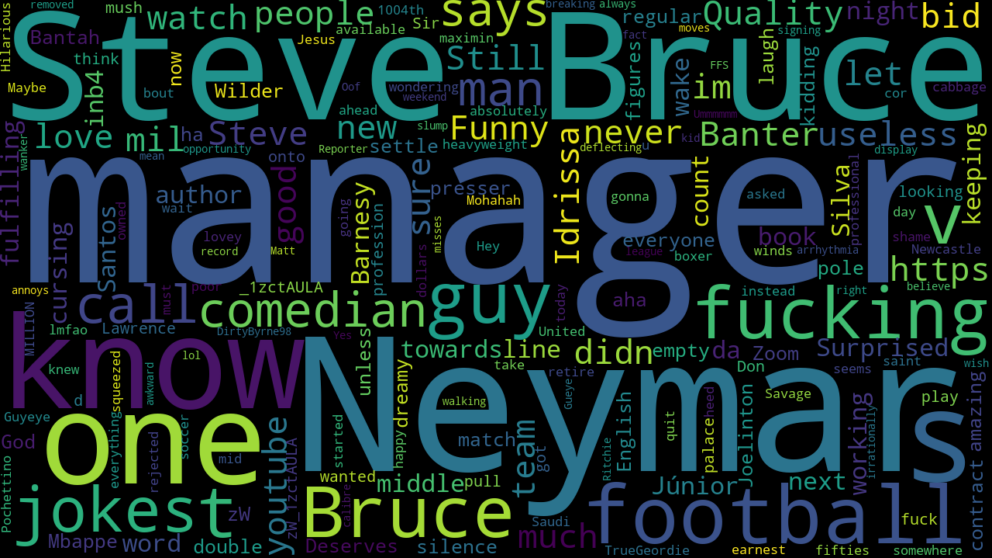 Hilarious
removed
mush
watch
people
1004th
available
Sir
says
breaking
always
Quality
night
bid
Steve Bruce
Bantah
think
Maybe
bout
now
Jesus
Wilder
inb4
Oof
wondering
weekend
maximin
Still
man
ahead
absolutely
fact
signing
moves
FFS
im
figures
wake
kidding
laugh
let
cor
cabbage
Ummmmmm
kid
love
mil
ha
Steve
new
slump
settle
Reporter
heavyweight
Funny
deflecting
u
never
Banter
useless
wanker
mean
opportunity
display
fulfilling
manager
author
wait
onto
good
sure
presser
Mohahah
Idrissa
gonna
count
asked
Silva
professional
looking
keeping
cursing
Santos
owned
lovey
record
Matt
going
profession
Barnesy
misses
Hey
everyone
boxer
league
book
winds
arrhythmia
day
shame
v
Newcastle
annoys
must
poor
_1zctAULA
dollars
pole
https
call
comedian
guy
aha
today
instead
right
believe
fucking
MILLION
lmfao
Lawrence
DirtyByrne98
Yes
United
know
lol
knew
d
squeezed
awkward
unless
towards
line
didn
empty
da
Zoom
Surprised
take
retire
Don
seems
saint
wish
Neymar
s
Guyeye
God
one
everything
rejected
soccer
mid
youtube
started
happy
dreamy
walking
match
team
got
Gueye
English
quit
palace
heed
Joelinton
Savage
working
irrationally
play
amazing
contract
Pochettino
jokest
Mbappe
word
zW
double
zW_1zctAULA
wanted
middle
pull
Bruce
calibre
Deserves
silence
much
Saudi
Ritchie
Júnior
next
football
fuck
TrueGeordie
earnest
fifties
somewhere